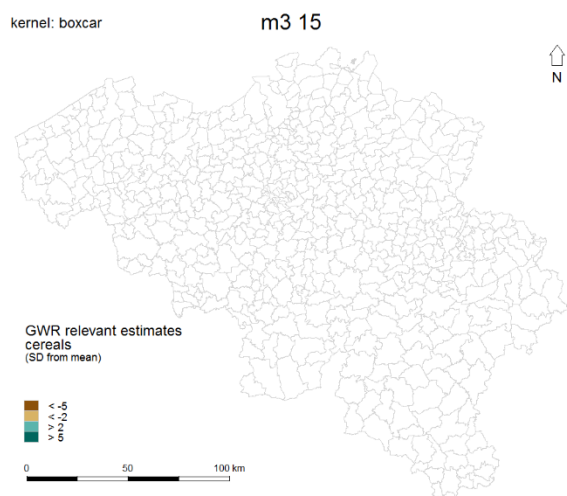 kernel: boxcar
m3 15
N
GWR relevant estimates
cereals
(SD from mean)
< -5
< -2
> 2
> 5
0 50 100 km